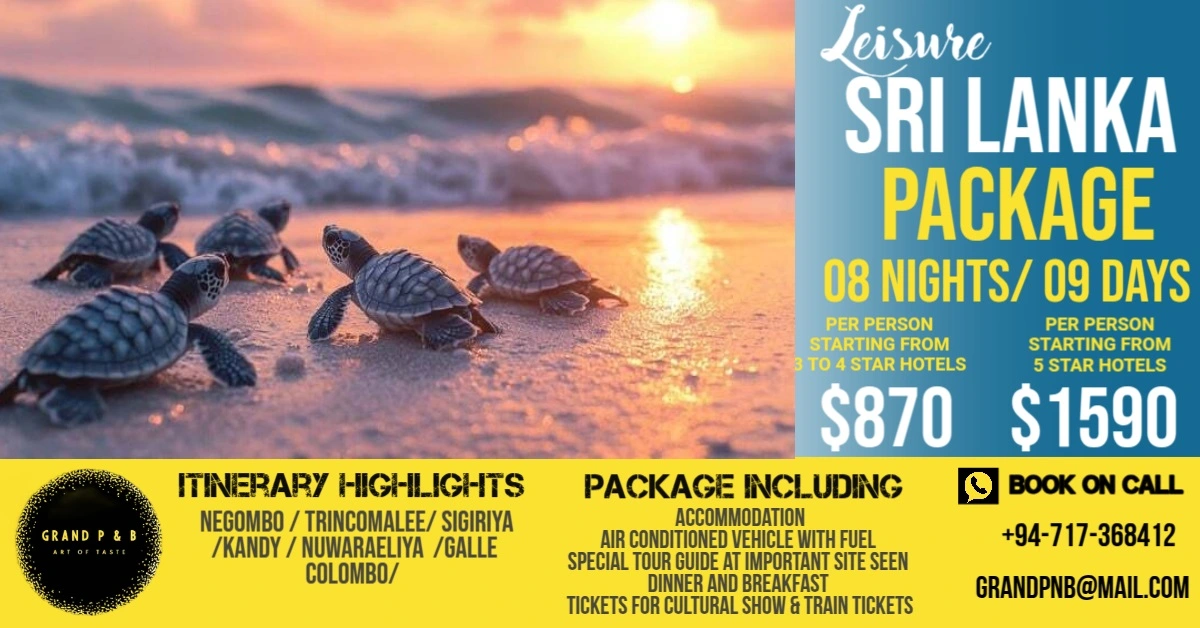 Leisure
SRI LANKA
PACKAGE
08 NIGHTS/ 09 DAYS
PER PERSON
STARTING FROM
3 TO 4 STAR HOTELS
$870
PER PERSON
STARTING FROM
5 STAR HOTELS
$1590
GRAND P & B
ART OF TASTE
ITINERARY HIGHLIGHTS
NEGOMBO / TRINCOMALEE/ SIGIRIYA
/KANDY / NUWARAELIYA /GALLE
COLOMBO/
PACKAGE INCLUDING
ACCOMMODATION
AIR CONDITIONED VEHICLE WITH FUEL
SPECIAL TOUR GUIDE AT IMPORTANT SITE SEEN
DINNER AND BREAKFAST
TICKETS FOR CULTURAL SHOW & TRAIN TICKETS
BOOK ON CALL
+94-717-368412
GRANDPNB@MAIL.COM